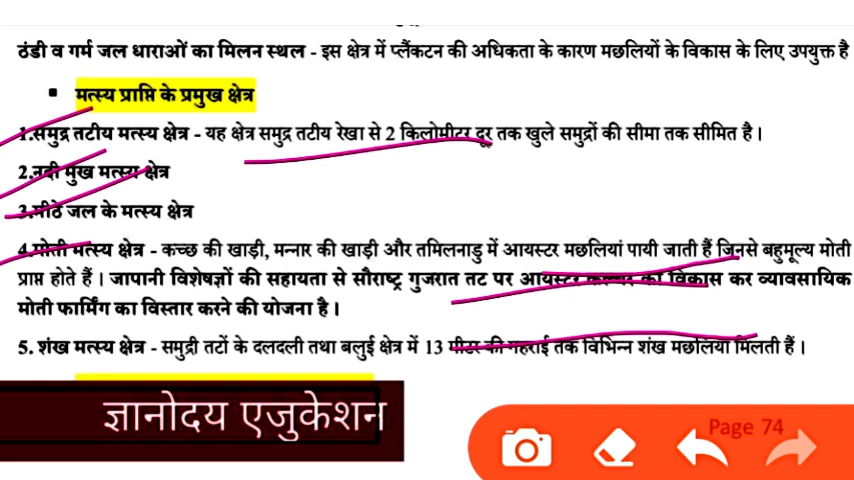 ठंडी व गर्म जल धाराओं का मिलन स्थल - इस क्षेत्र में प्लैंकटन की अधिकता के कारण मछलियों के विकास के लिए उपयुक्त है
▪ मत्स्य प्राप्ति के प्रमुख क्षेत्र
1.समुद्र तटीय मत्स्य क्षेत्र - यह क्षेत्र समुद्र तटीय रेखा से 2 किलोमीटर दूर तक खुले समुद्रों की सीमा तक सीमित है।
2.नदी मुख मत्स्य क्षेत्र
3.मीठे जल के मत्स्य क्षेत्र
4.मोती मत्स्य क्षेत्र - कच्छ की खाड़ी, मन्नार की खाड़ी और तमिलनाडु में आयस्टर मछलियां पायी जाती हैं जिनसे बहुमूल्य मोती
प्राप्त होते हैं। जापानी विशेषज्ञों की सहायता से सौराष्ट्र गुजरात तट पर आयस्टर कल्चर का विकास कर व्यावसायिक
मोती फार्मिंग का विस्तार करने की योजना है।
5. शंख मत्स्य क्षेत्र - समुद्री तटों के दलदली तथा बलुई क्षेत्र में 13 मीटर की गहराई तक विभिन्न शंख मछलियां मिलती हैं।
ज्ञानोदय एजुकेशन
Page 74